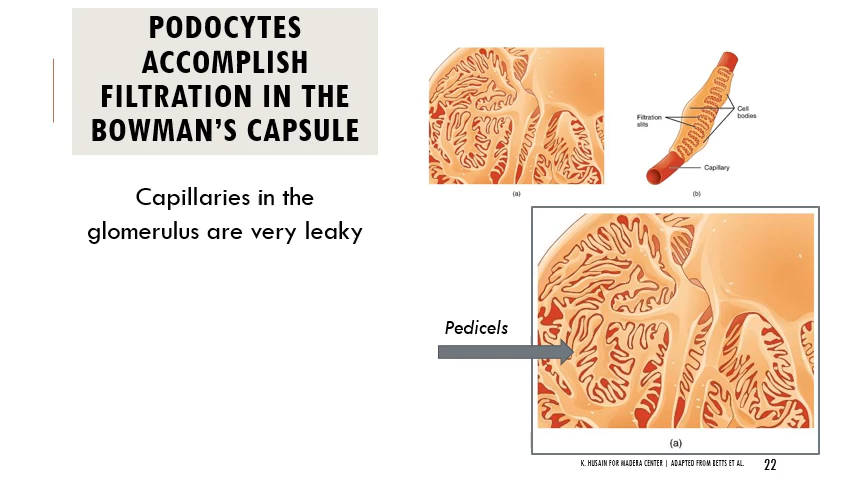 PODOCYTES
ACCOMPLISH
FILTRATION IN THE
BOWMAN'S CAPSULE
Capillaries in the
glomerulus are very leaky
Filtration
slits
Cell
bodies
Capillary
(a)
(b)
Pedicels
(a)
K. HUSAIN FOR MADERA CENTER | ADAPTED FROM BETTS ET AL.
22